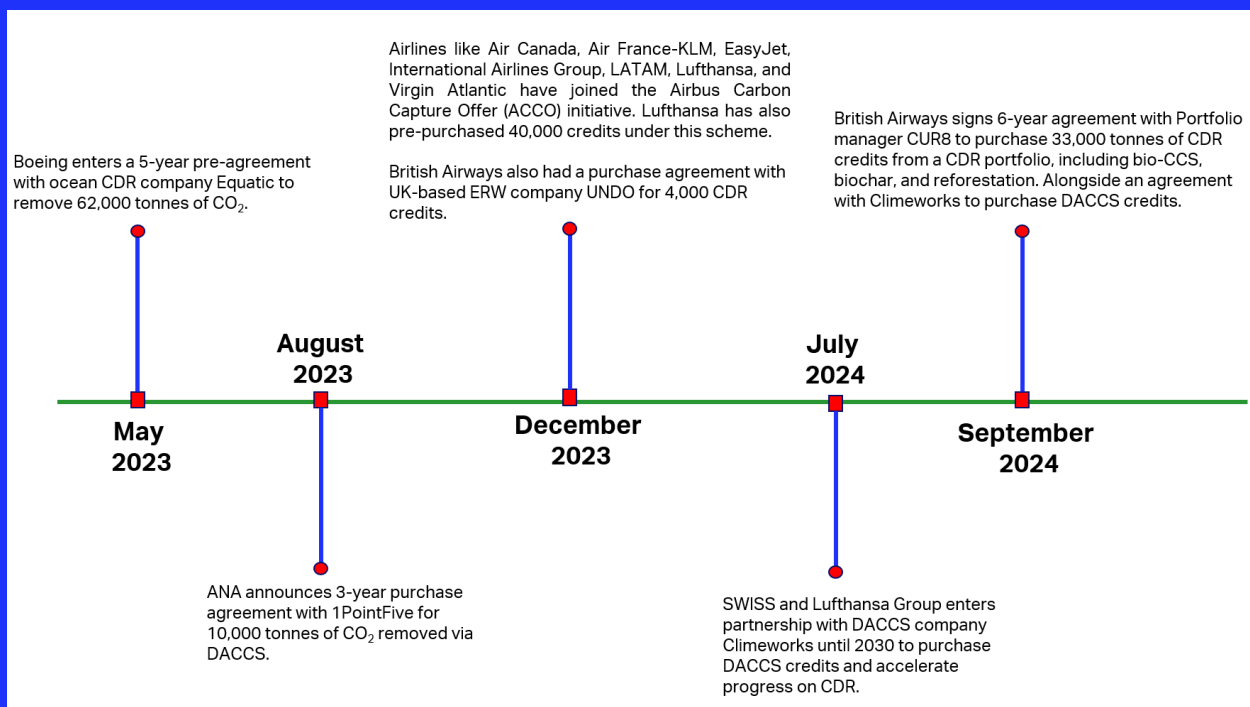 Boeing enters a 5-year pre-agreement
with ocean CDR company Equatic to
remove 62,000 tonnes of CO₂.
May
2023
August
2023
ANA announces 3-year purchase
agreement with 1PointFive for
10,000 tonnes of CO₂ removed via
DACCS.
Airlines like Air Canada, Air France-KLM, EasyJet,
International Airlines Group, LATAM, Lufthansa, and
Virgin Atlantic have joined the Airbus Carbon
Capture Offer (ACCO) initiative. Lufthansa has also
pre-purchased 40,000 credits under this scheme.
British Airways also had a purchase agreement with
UK-based ERW company UNDO for 4,000 CDR
credits.
December
2023
July
2024
SWISS and Lufthansa Group enters
partnership with DACCS company
Climeworks until 2030 to purchase
DACCS credits and accelerate
progress on CDR.
British Airways signs 6-year agreement with Portfolio
manager CUR8 to purchase 33,000 tonnes of CDR
credits from a CDR portfolio, including bio-CCS,
biochar, and reforestation. Alongside an agreement
with Climeworks to purchase DACCS credits.
September
2024